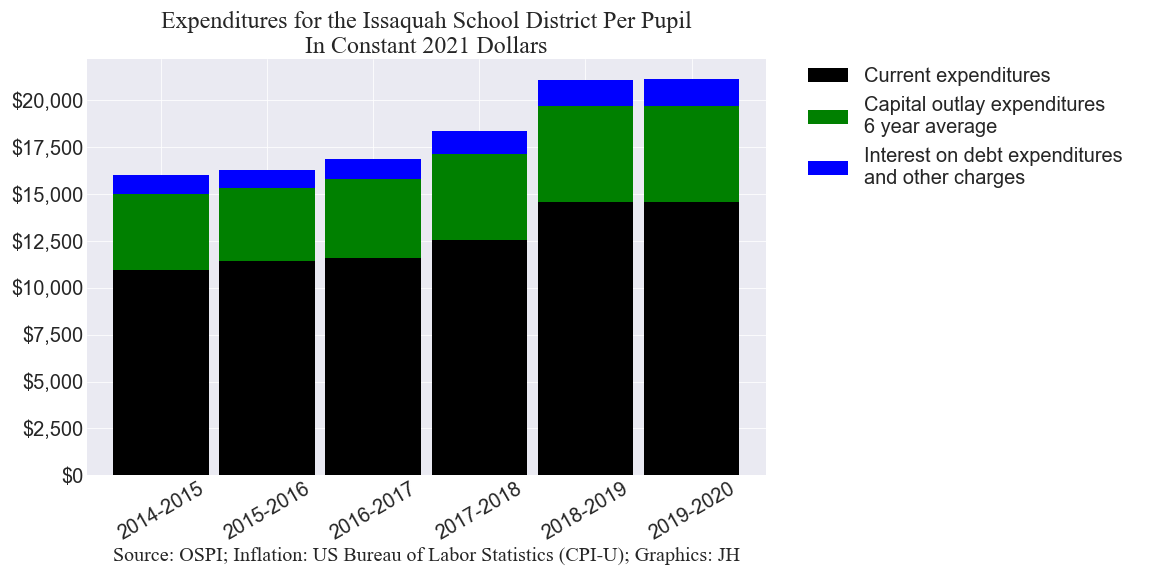 Expenditures for the Issaquah School District Per Pupil
In Constant 2021 Dollars
$20,000
$17,500
$15,000
$12,500
$10,000
$7,500
$5,000
$2,500
$0
2014-2015
2015-2016
2016-2017
2017-2018
2018-2019
2019-2020
Current expenditures
Capital outlay expenditures
6 year average
Interest on debt expenditures
and other charges
Source: OSPI; Inflation: US Bureau of Labor Statistics (CPI-U); Graphics: JH